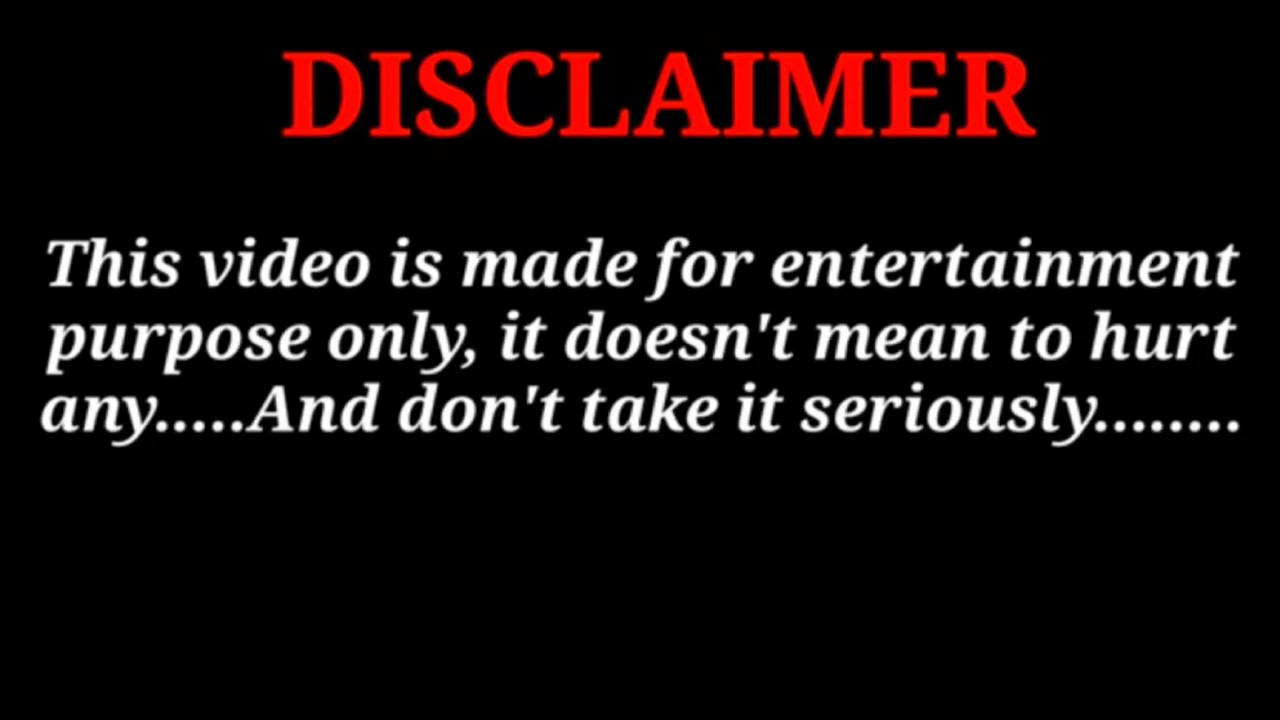 DISCLAIMER
This video is made for entertainment
purpose only, it doesn't mean to hurt
any.....And don't take it seriously........